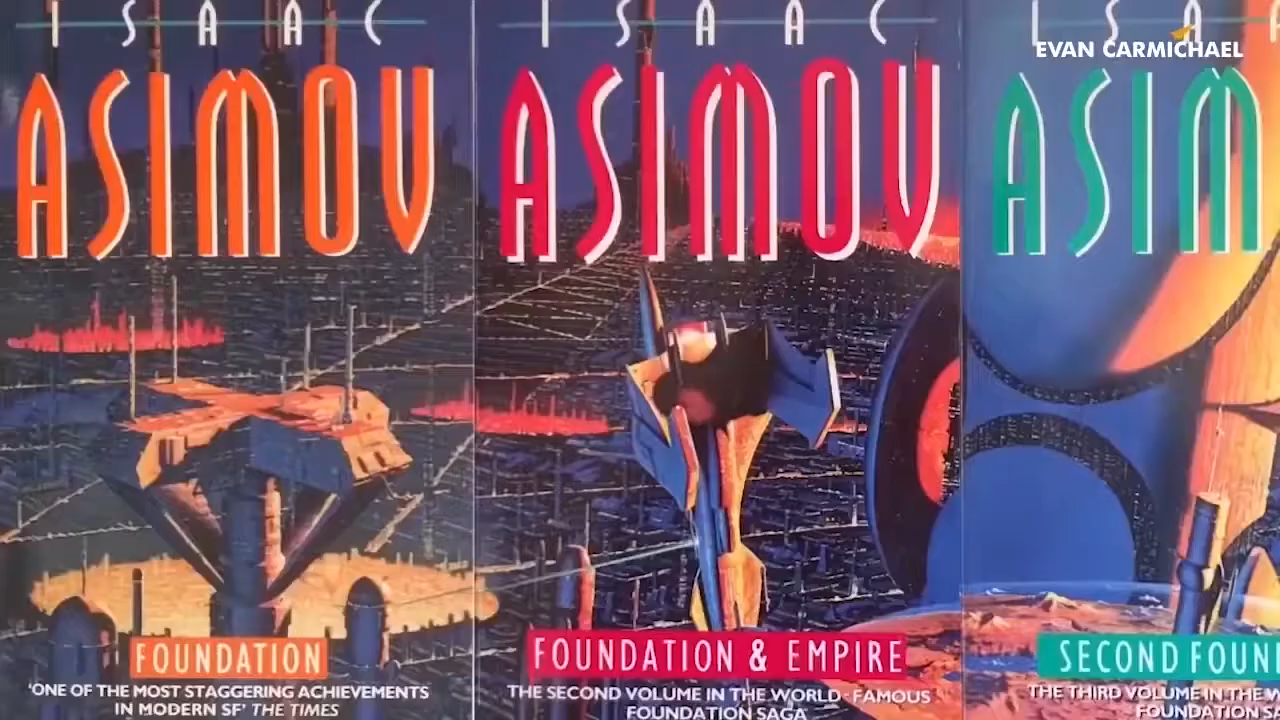 ISAAC
ASIMOV
FOUNDATION
'ONE OF THE MOST STAGGERING ACHIEVEMENTS
IN MODERN SF' THE TIMES
ISAAC
ASIMOV
FOUNDATION & EMPIRE
THE SECOND VOLUME IN THE WORLD-FAMOUS
FOUNDATION SAGA
ISA
EVAN CARMICHAEL
ASIM
SECOND FOUN
THE THIRD VOLUME IN THE W
FOUNDATION SA